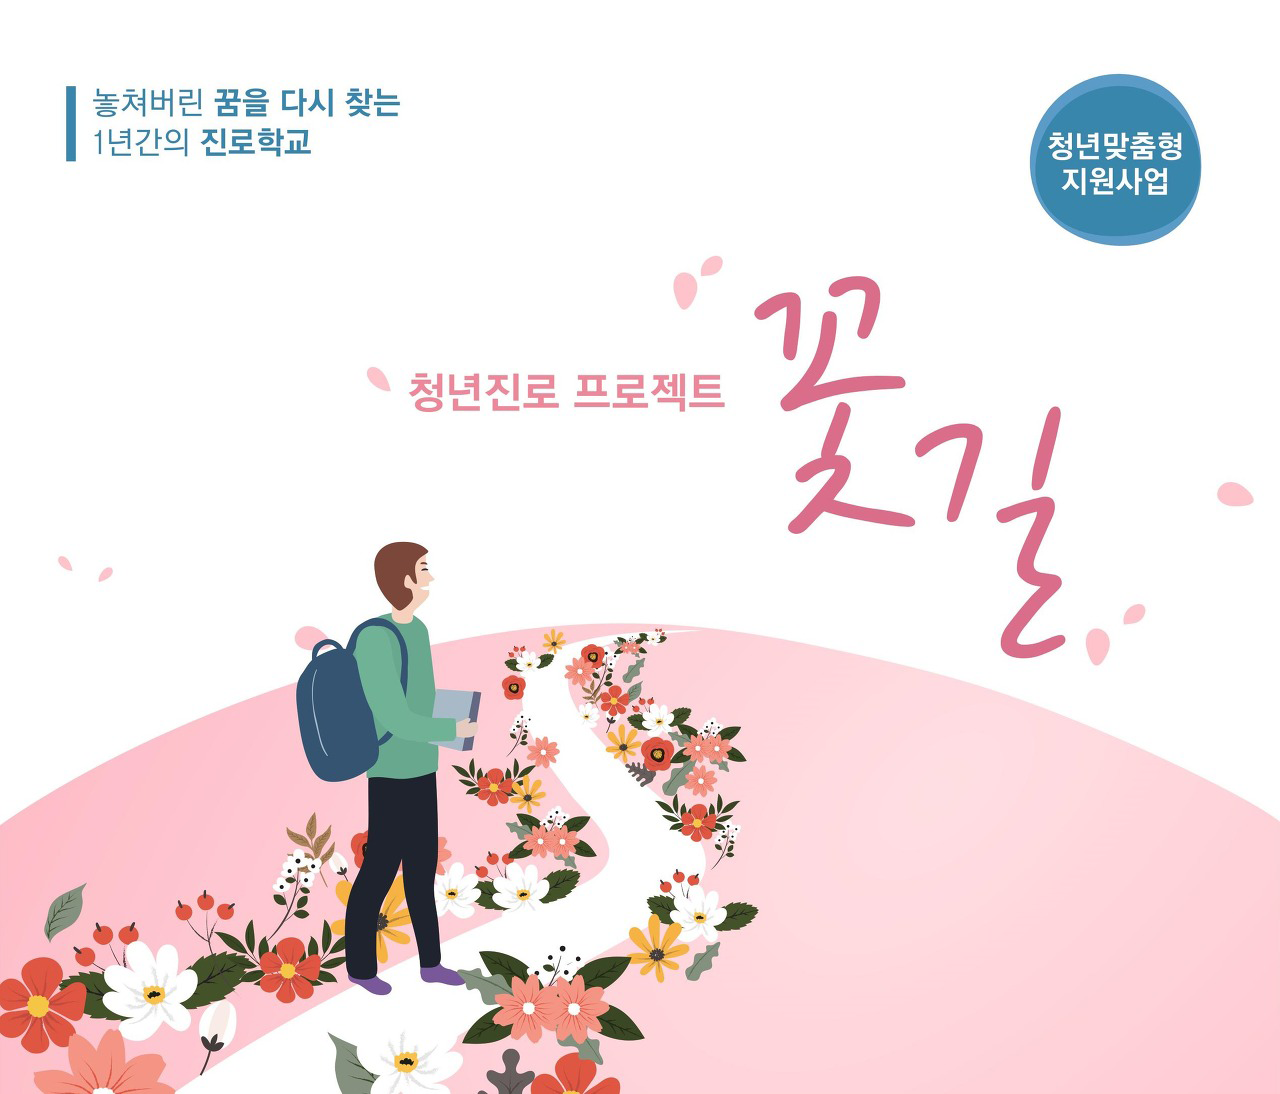 놓쳐버린 꿈을 다시 찾는
1년간의 진로학교
청년맞춤형
지원사업
청년진로 프로젝트
꽃길